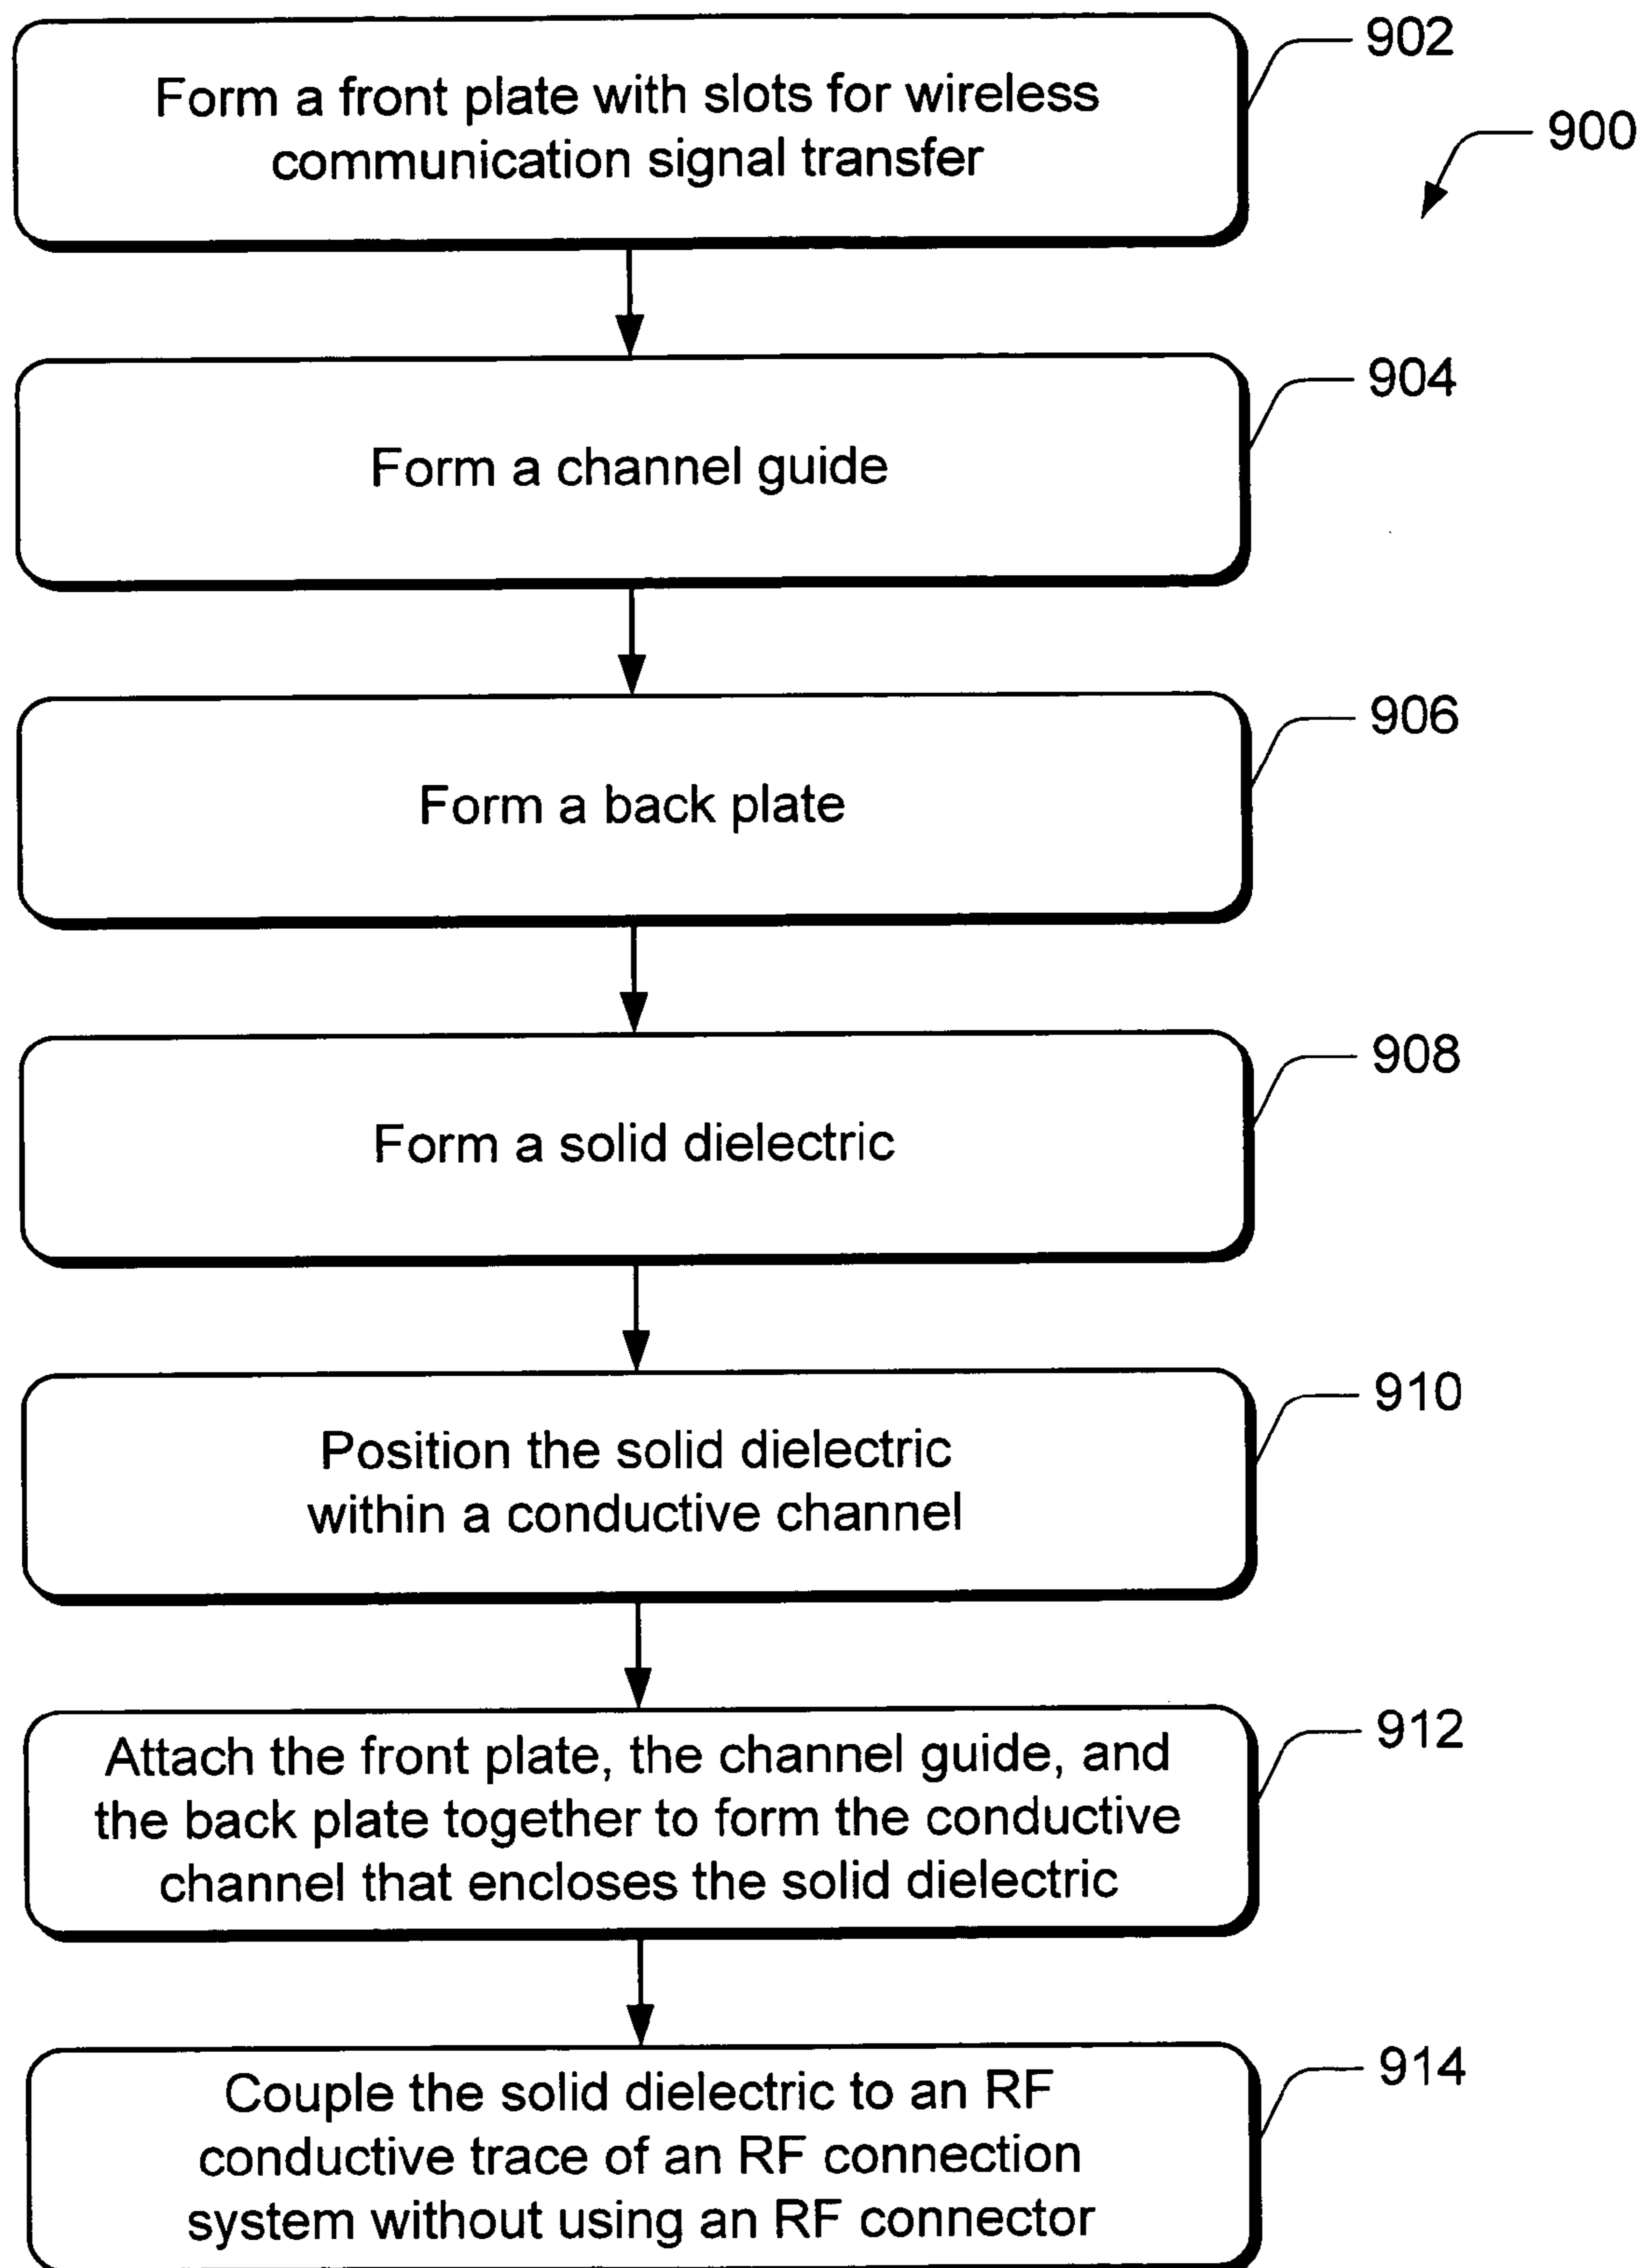 902
Form a front plate with slots for wireless
communication signal transfer
900
904
Form a channel guide
906
Form a back plate
908
Form a solid dielectric
910
Position the solid dielectric
within a conductive channel
912
Attach the front plate, the channel guide, and
the back plate together to form the conductive
channel that encloses the solid dielectric
914
Couple the solid dielectric to an RF
conductive trace of an RF connection
system without using an RF connector